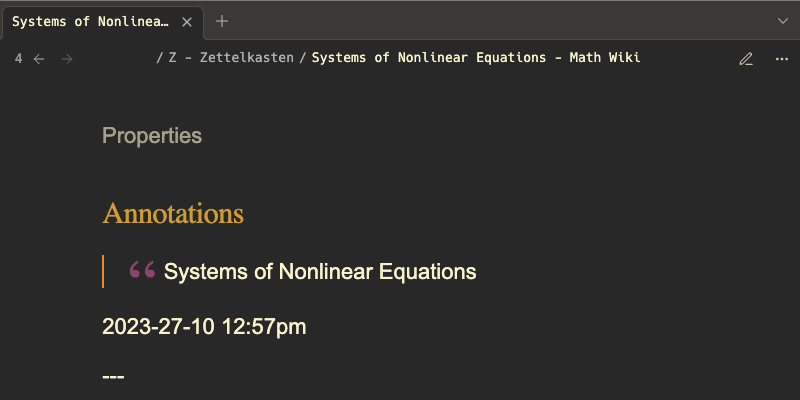 Systems of Nonlinea…
4 / Z - Zettelkasten / Systems of Nonlinear Equations - Math Wiki
Properties
Annotations
Systems of Nonlinear Equations
2023-27-10 12:57pm
---